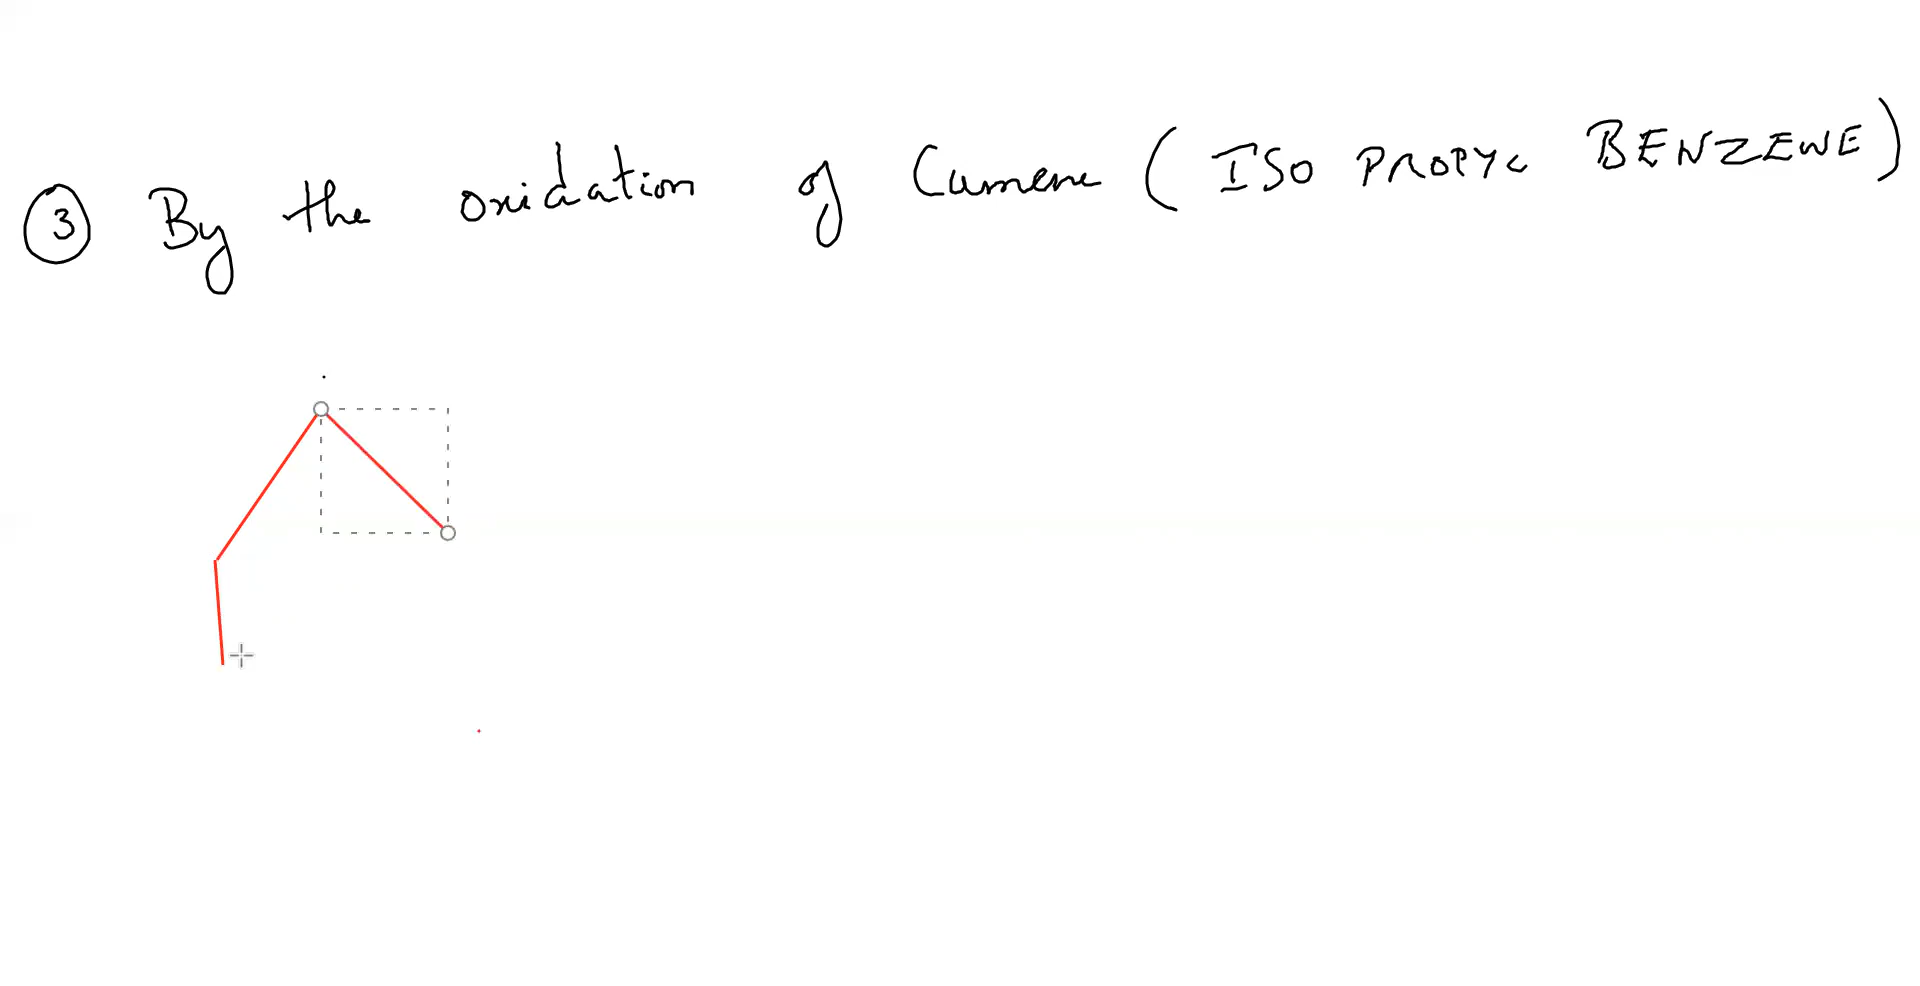 ③ By the oxidation of Cumene (ISO PROPYL BENZENE)